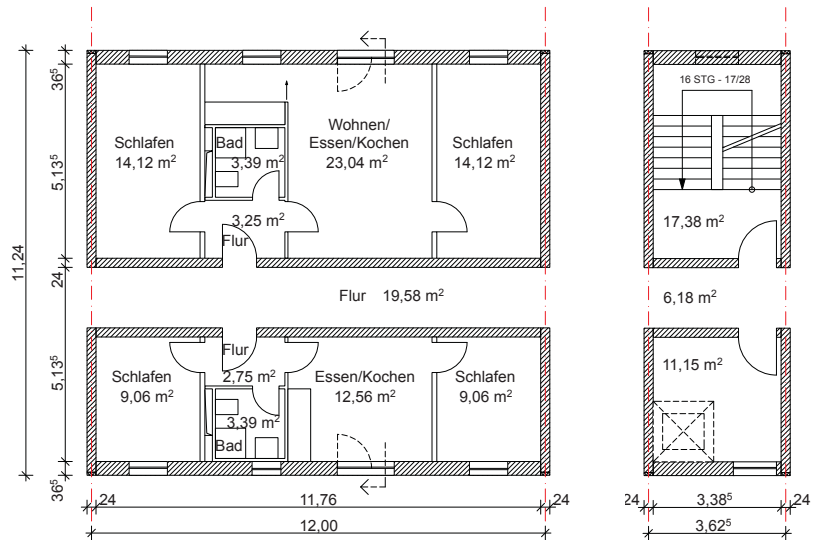 16 STG - 17/28
Schlafen
14,12 m²
Bad
3,39 m²
Wohnen/
Essen/Kochen
23,04 m²
Schlafen
14,12 m²
3,25 m²
Flur
17,38 m²
Flur 19,58 m²
6,18 m²
Flur
2,75 m²
Schlafen
9,06 m²
Essen/Kochen
12,56 m²
Schlafen
9,06 m²
3,39 m²
Bad
11,15 m²
36⁵
5,13⁵
24
5,13⁵
36⁵
11,24
24
11,76
24
12,00
24
3,38⁵
24
3,62⁵